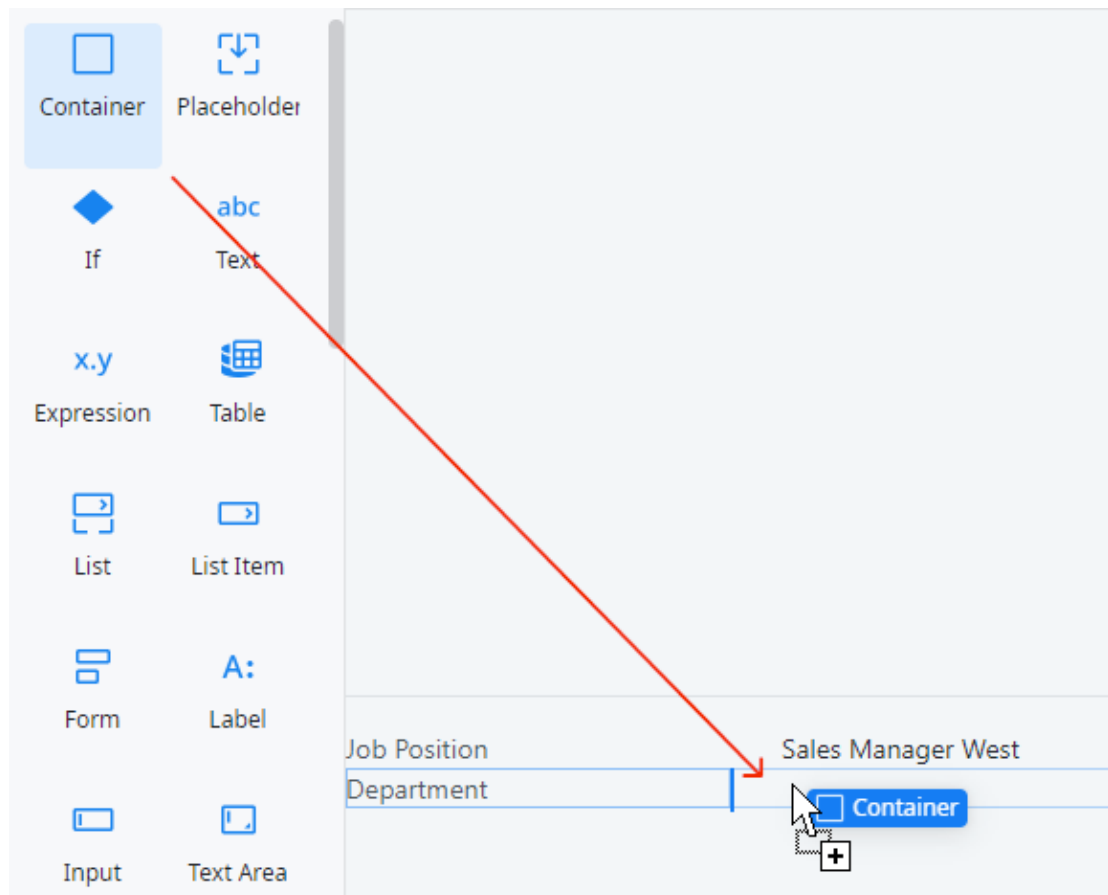 Container Placeholder
abc
If Text
x.y
Expression Table
List List Item
A:
Form Label
Job Position Sales Manager West
Department
Container
Input Text Area